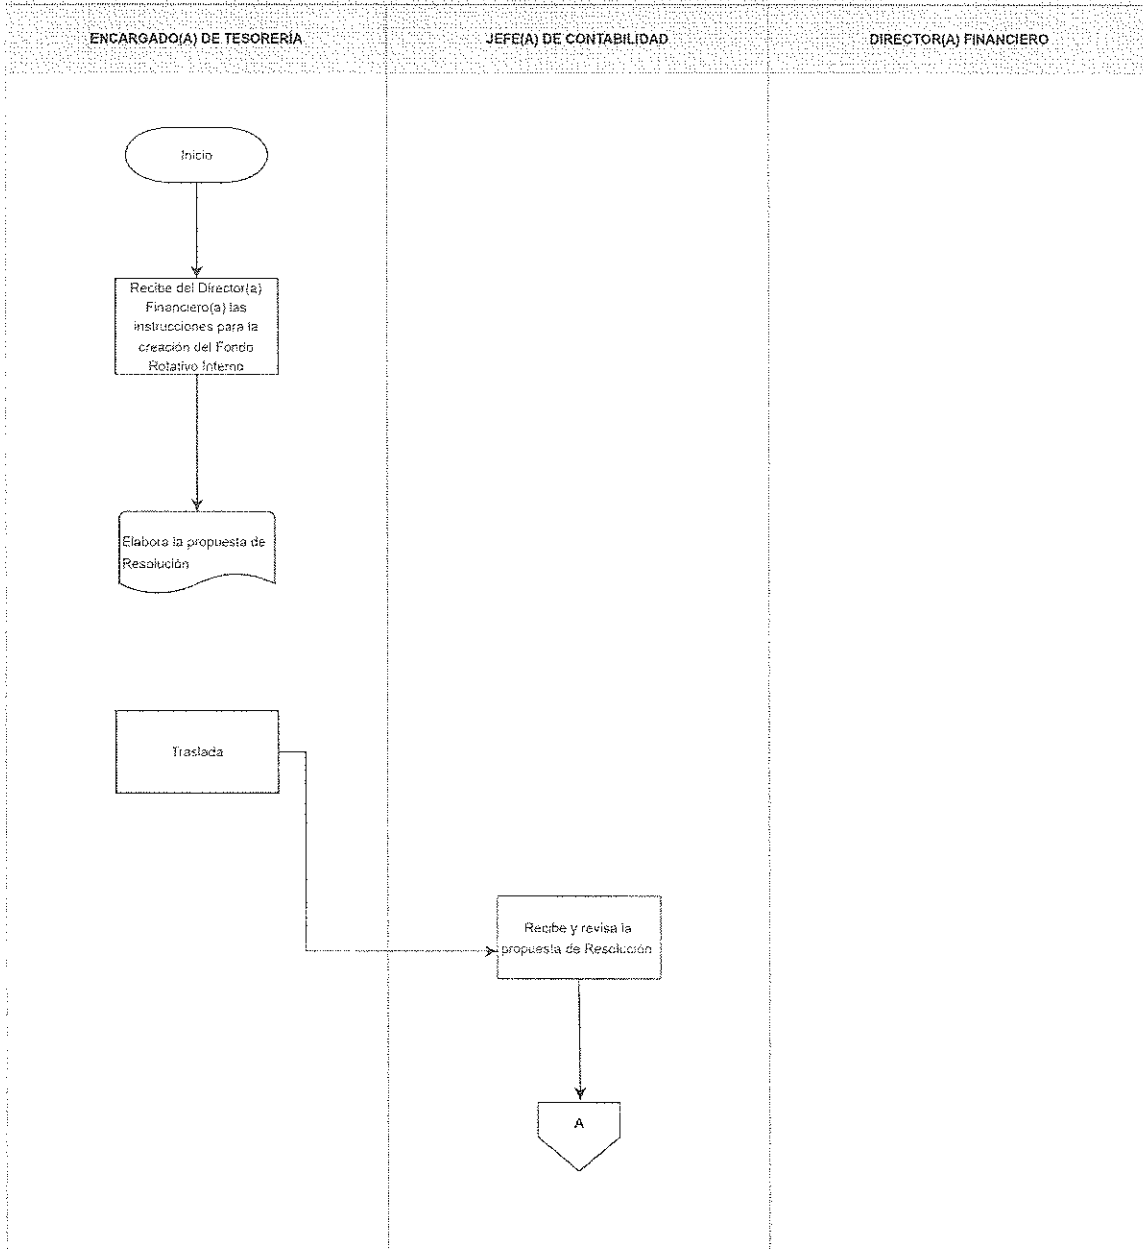 ENCARGADO(A) DE TESORERÍA
JEFE(A) DE CONTABILIDAD
DIRECTOR(A) FINANCIERO
Inicio
Recibe del Director(a)
Financiero(a) las
instrucciones para la
creación del Fondo
Rotativo Interno
Elabora la propuesta de
Resolución
Traslada
Recibe y revisa la
propuesta de Resolución
A